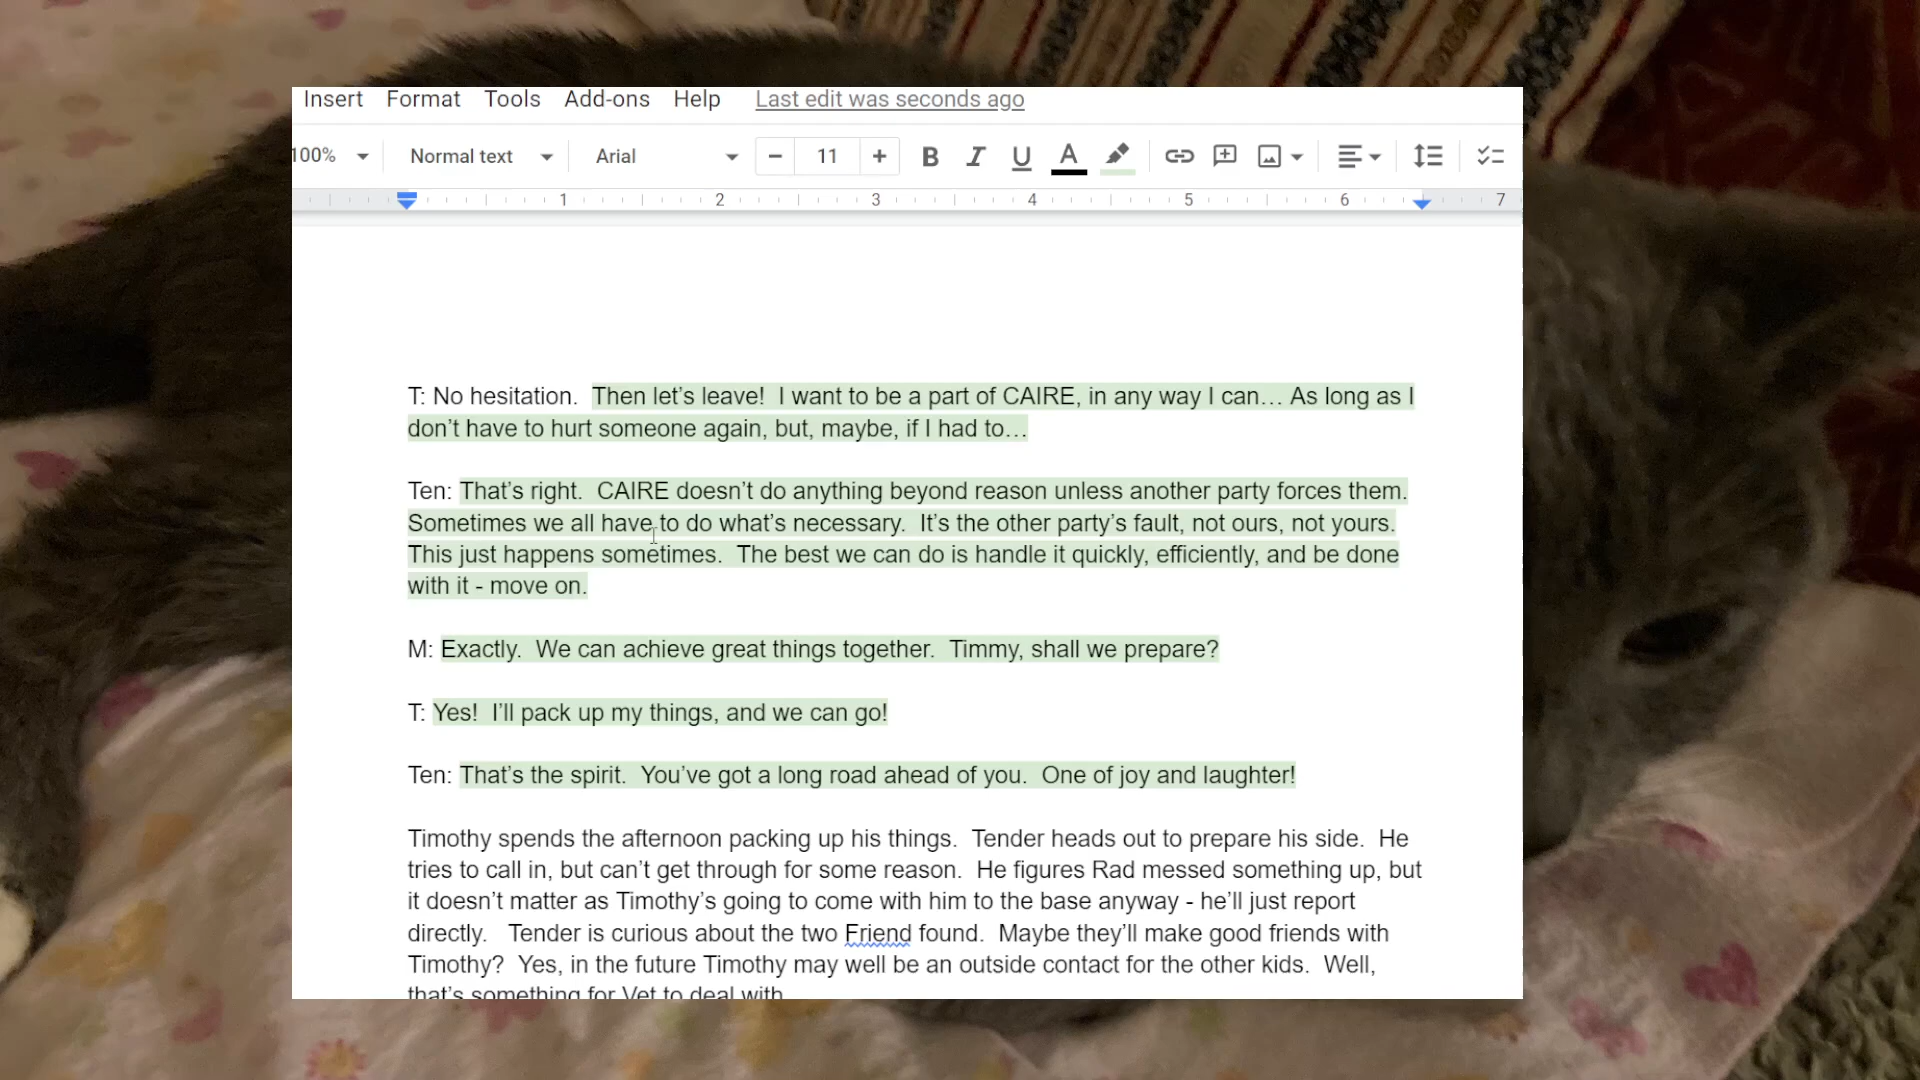 Insert Format Tools Add-ons Help Last edit was seconds ago
100% Normal text Arial 11 B I U A
1 2 3 4 5 6 7
T: No hesitation. Then let's leave! I want to be a part of CAIRE, in any way I can… As long as I
don't have to hurt someone again, but, maybe, if I had to…
Ten: That's right. CAIRE doesn't do anything beyond reason unless another party forces them.
Sometimes we all have to do what's necessary. It's the other party's fault, not ours, not yours.
This just happens sometimes. The best we can do is handle it quickly, efficiently, and be done
with it - move on.
M: Exactly. We can achieve great things together. Timmy, shall we prepare?
T: Yes! I'll pack up my things, and we can go!
Ten: That's the spirit. You've got a long road ahead of you. One of joy and laughter!
Timothy spends the afternoon packing up his things. Tender heads out to prepare his side. He
tries to call in, but can't get through for some reason. He figures Rad messed something up, but
it doesn't matter as Timothy's going to come with him to the base anyway - he'll just report
directly. Tender is curious about the two Friend found. Maybe they'll make good friends with
Timothy? Yes, in the future Timothy may well be an outside contact for the other kids. Well,
that's something for Vet to deal with